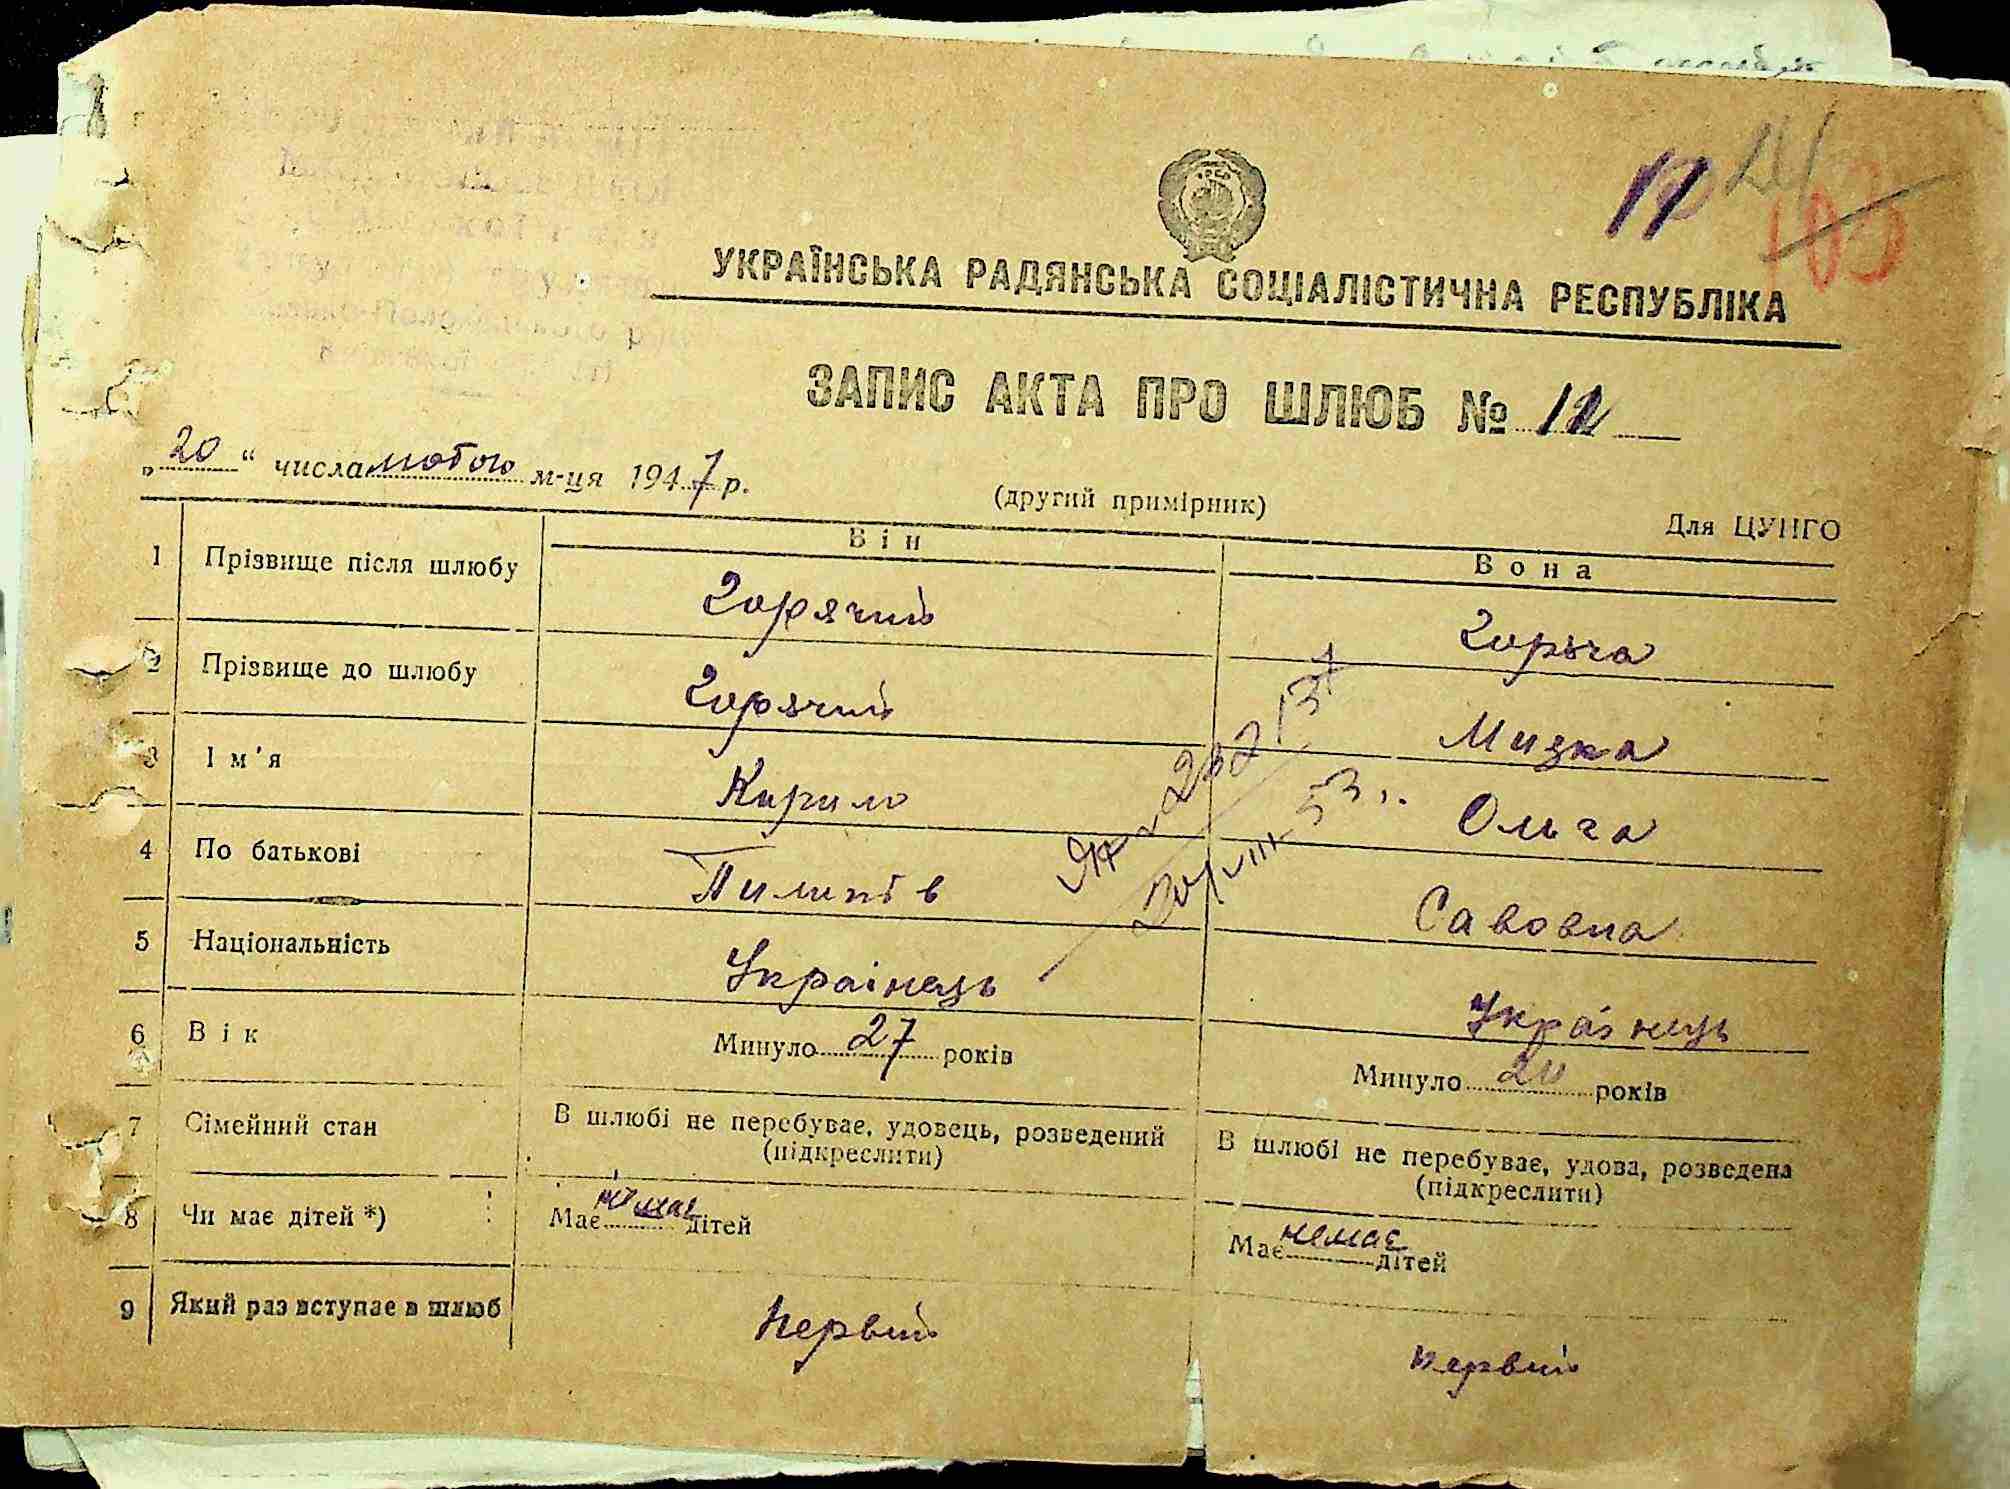 УКРАЇНСЬКА РАДЯНСЬКА СОЦІАЛІСТИЧНА РЕСПУБЛІКА
ЗАПИС АКТА ПРО ШЛЮБ № 12
„20“ числа лютого м-ця 1947 р.
(другий примірник)
Для ЦУНГО
Він Вона
1 Прізвище після шлюбу Горячий Горяча
2 Прізвище до шлюбу Горячий Мизка
3 Ім'я Кирило Ольга
4 По батькові Пилипів Савовна
5 Національність Українець Українець
6 Вік Минуло 27 років Минуло 20 років
7 Сімейний стан В шлюбі не перебуває, удовець, розведений (підкреслити) В шлюбі не перебуває, удова, розведена (підкреслити)
8 Чи має дітей *) Має немає дітей Має немає дітей
9 Який раз вступає в шлюб Первий первий